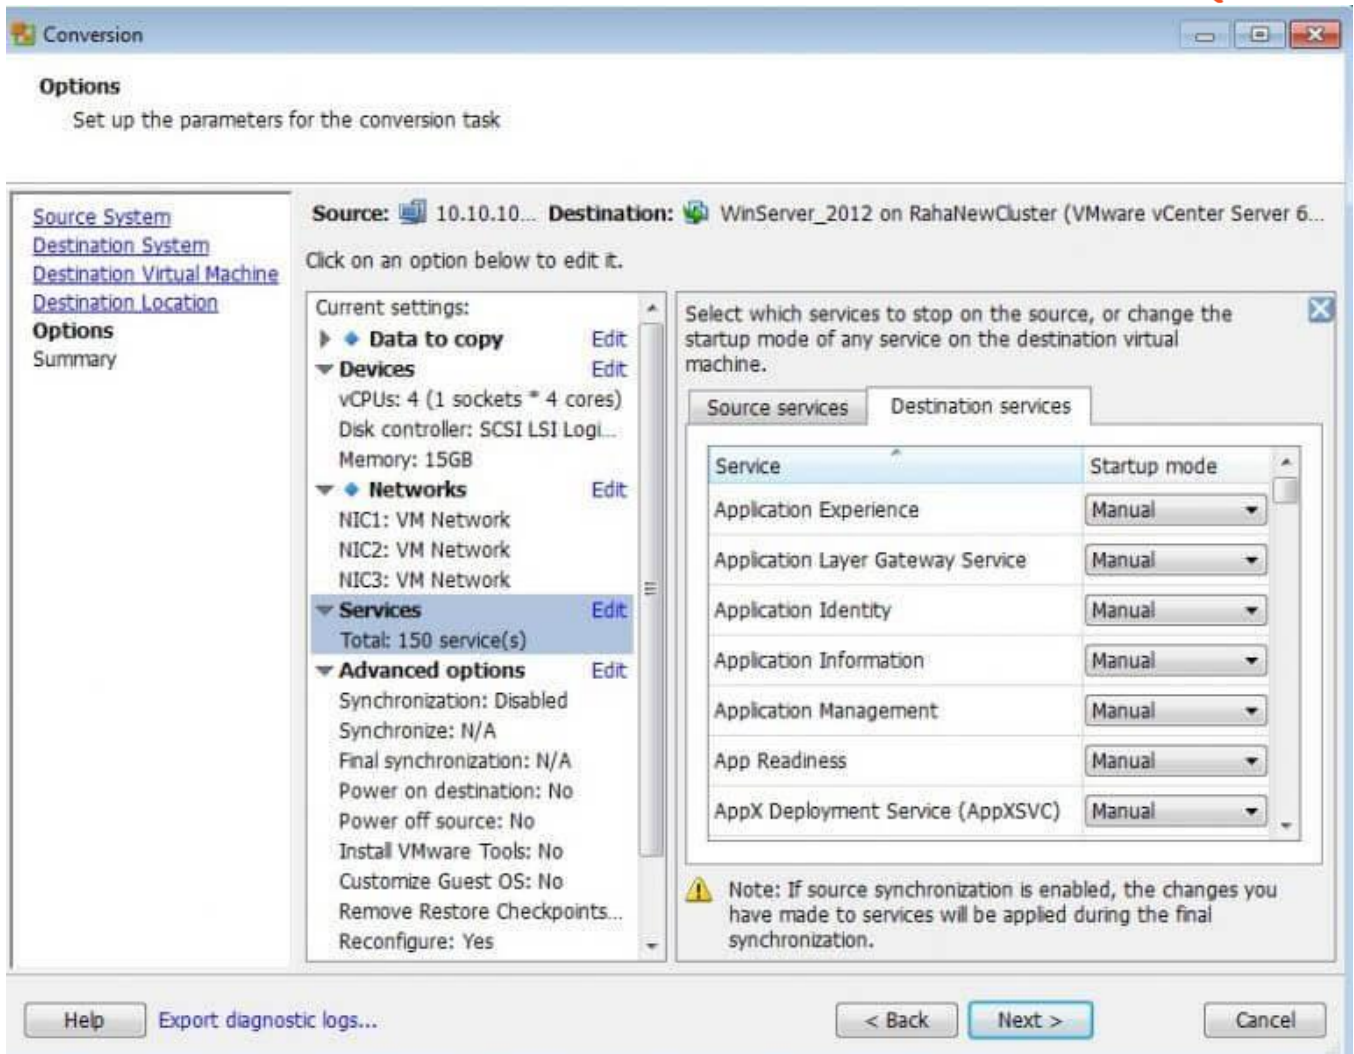 Conversion
Options
Set up the parameters for the conversion task
Source System
Destination System
Destination Virtual Machine
Destination Location
Options
Summary
Source: 10.10.10... Destination: WinServer_2012 on RahaNewCluster (VMware vCenter Server 6...
Click on an option below to edit it.
Current settings:
Data to copy Edit
Devices Edit
vCPUs: 4 (1 sockets * 4 cores)
Disk controller: SCSI LSI Logi...
Memory: 15GB
Networks Edit
NIC1: VM Network
NIC2: VM Network
NIC3: VM Network
Services Edit
Total: 150 service(s)
Advanced options Edit
Synchronization: Disabled
Synchronize: N/A
Final synchronization: N/A
Power on destination: No
Power off source: No
Install VMware Tools: No
Customize Guest OS: No
Remove Restore Checkpoints...
Reconfigure: Yes
Select which services to stop on the source, or change the
startup mode of any service on the destination virtual
machine.
Source services Destination services
Service Startup mode
Application Experience Manual
Application Layer Gateway Service Manual
Application Identity Manual
Application Information Manual
Application Management Manual
App Readiness Manual
AppX Deployment Service (AppXSVC) Manual
Note: If source synchronization is enabled, the changes you
have made to services will be applied during the final
synchronization.
Help Export diagnostic logs... < Back Next > Cancel